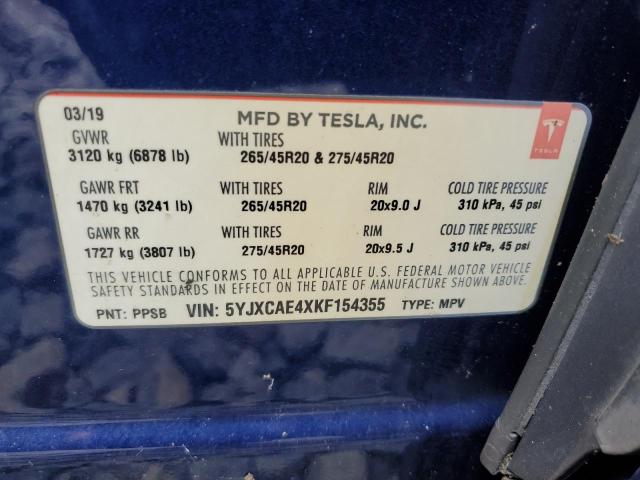 03/19 MFD BY TESLA, INC.
GVWR WITH TIRES
3120 kg (6878 lb) 265/45R20 & 275/45R20
TESLA
GAWR FRT WITH TIRES RIM COLD TIRE PRESSURE
1470 kg (3241 lb) 265/45R20 20x9.0 J 310 kPa, 45 psi
GAWR RR WITH TIRES RIM COLD TIRE PRESSURE
1727 kg (3807 lb) 275/45R20 20x9.5 J 310 kPa, 45 psi
THIS VEHICLE CONFORMS TO ALL APPLICABLE U.S. FEDERAL MOTOR VEHICLE
SAFETY STANDARDS IN EFFECT ON THE DATE OF MANUFACTURE SHOWN ABOVE.
PNT: PPSB VIN: 5YJXCAE4XKF154355 TYPE: MPV